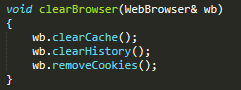 void clearBrowser(WebBrowser& wb)
{
    wb.clearCache();
    wb.clearHistory();
    wb.removeCookies();
}